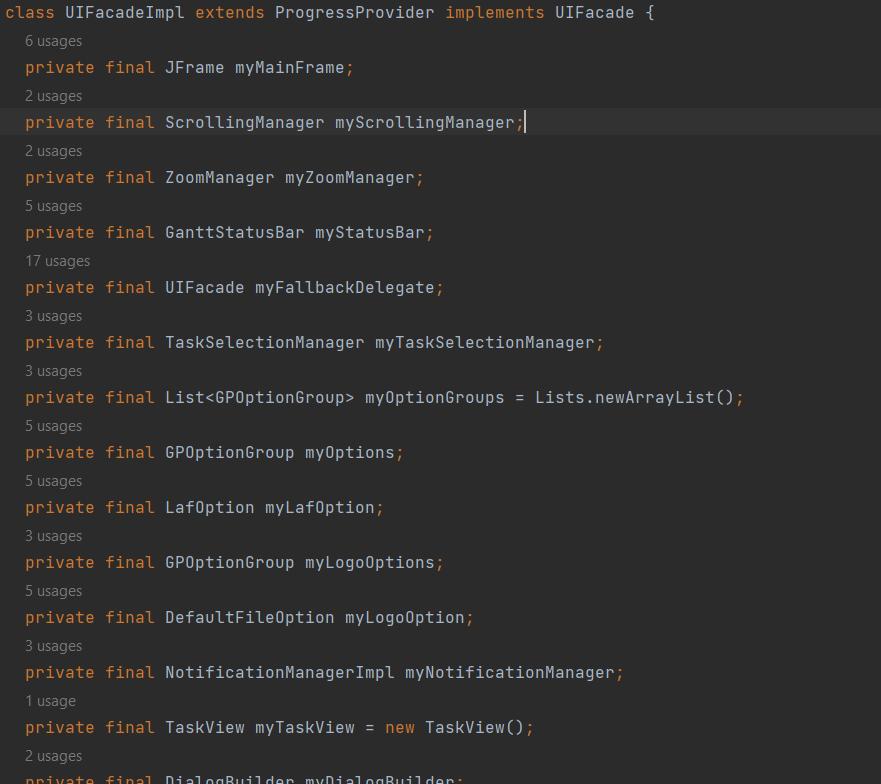 class UIFacadeImpl extends ProgressProvider implements UIFacade {
6 usages
private final JFrame myMainFrame;
2 usages
private final ScrollingManager myScrollingManager;
2 usages
private final ZoomManager myZoomManager;
5 usages
private final GanttStatusBar myStatusBar;
17 usages
private final UIFacade myFallbackDelegate;
3 usages
private final TaskSelectionManager myTaskSelectionManager;
3 usages
private final List<GPOptionGroup> myOptionGroups = Lists.newArrayList();
5 usages
private final GPOptionGroup myOptions;
5 usages
private final LafOption myLafOption;
3 usages
private final GPOptionGroup myLogoOptions;
5 usages
private final DefaultFileOption myLogoOption;
3 usages
private final NotificationManagerImpl myNotificationManager;
1 usage
private final TaskView myTaskView = new TaskView();
2 usages
private final DialogBuilder myDialogBuilder;